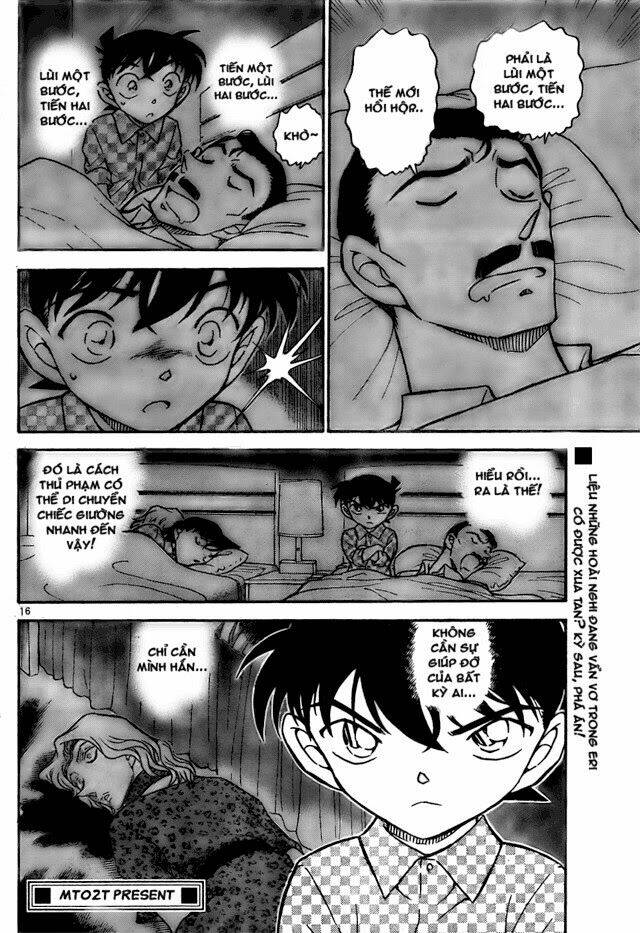 LÙI MỘT
BƯỚC,
TIẾN HAI
BƯỚC...
TIẾN MỘT
BƯỚC, LÙI
HAI BƯỚC...
KHÒ~
PHẢI LÀ
LÙI MỘT
BƯỚC, TIẾN
HAI BƯỚC...
THẾ MỚI
HỒI HỘP..
ĐÓ LÀ CÁCH
THỦ PHẠM CÓ
THỂ DI CHUYỂN
CHIẾC GIƯỜNG
NHANH ĐẾN
VẬY!
HIỂU RỒI...
RA LÀ THẾ!
16
CHỈ CẦN
MÌNH HẮN...
KHÔNG
CẦN SỰ
GIÚP ĐỠ
CỦA BẤT
KỲ AI...
LIỆU NHỮNG HOÀI NGHI ĐANG VẨN VƠ TRONG ERI
CÓ ĐƯỢC XUA TAN? KỲ SAU, PHÁ ÁN!
MTO2T PRESENT